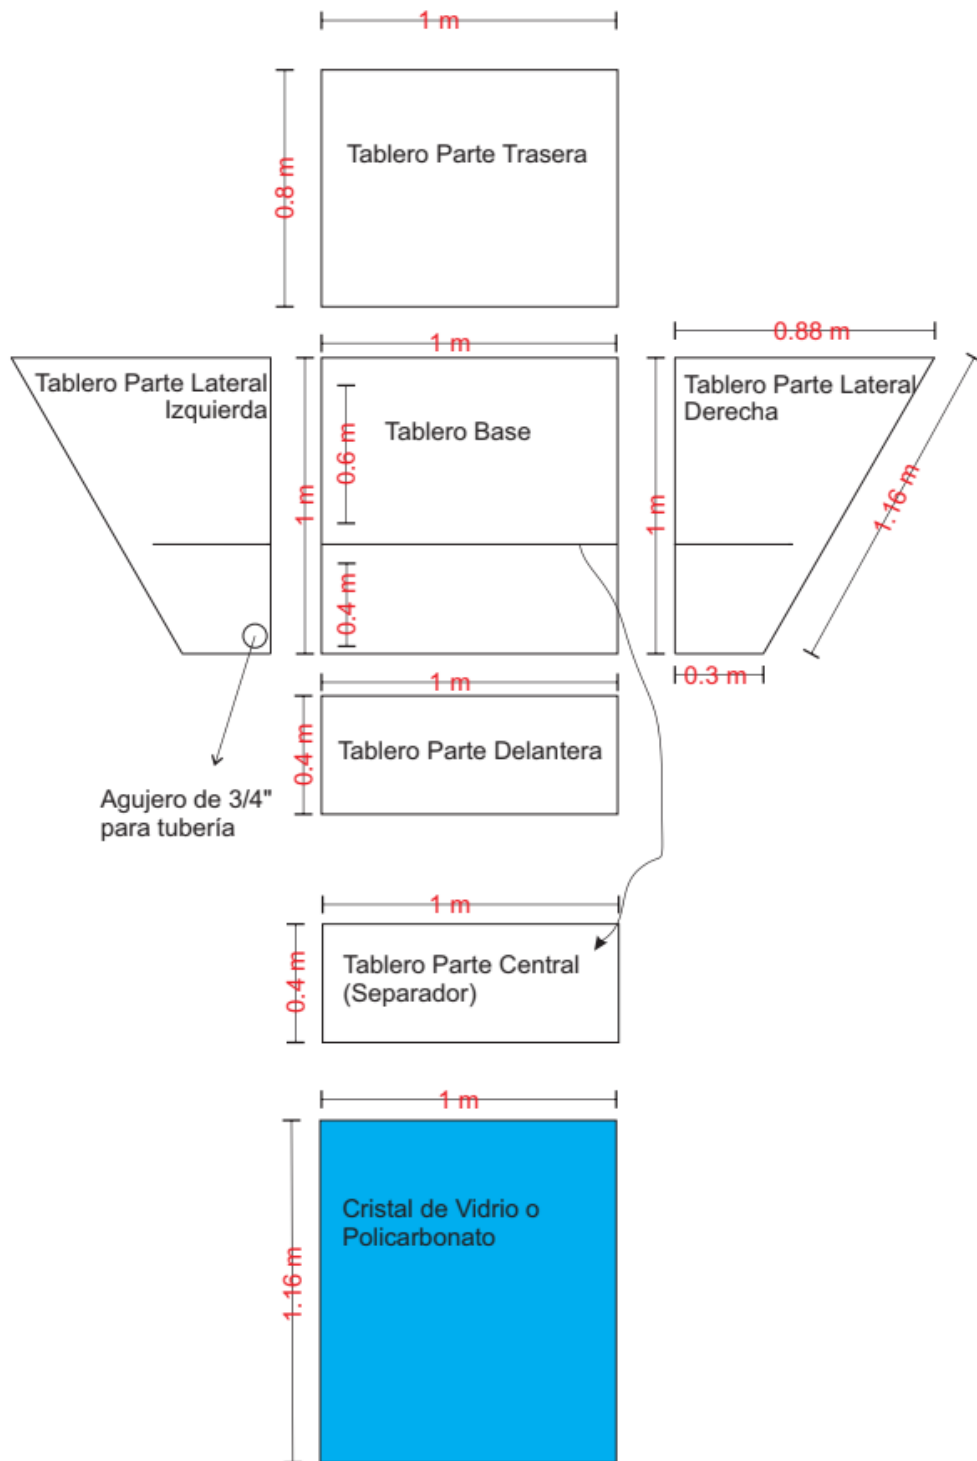 1 m
Tablero Parte Trasera
0.8 m
0.88 m
1 m
Tablero Parte Lateral
Izquierda
Tablero Base
0.6 m
1 m
0.4 m
Tablero Parte Lateral
Derecha
1 m
1.16 m
0.3 m
1 m
Tablero Parte Delantera
0.4 m
Agujero de 3/4"
para tubería
1 m
Tablero Parte Central
(Separador)
0.4 m
1 m
Cristal de Vidrio o
Policarbonato
1.16 m